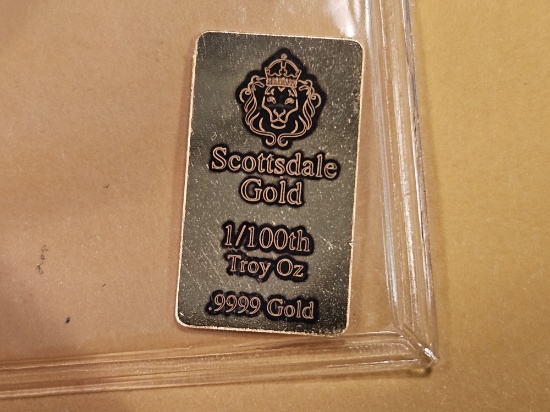 Scottsdale
Gold
1/100th
Troy Oz
.9999 Gold